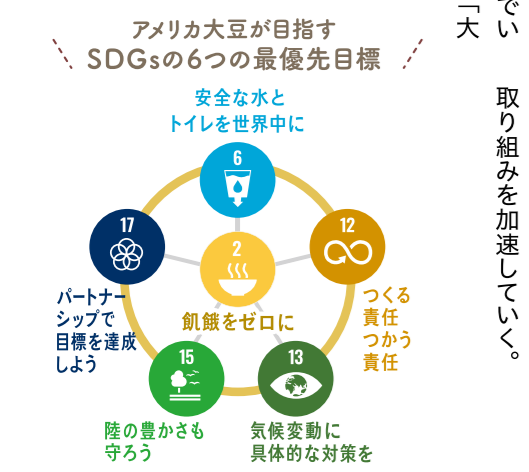 でい
「大
取り組みを加速していく。
アメリカ大豆が目指す
SDGsの6つの最優先目標
安全な水と
トイレを世界中に
6
17
12
2
飢餓をゼロに
パートナー
シップで
目標を達成
しよう
つくる
責任
つかう
責任
15
13
陸の豊かさも
守ろう
気候変動に
具体的な対策を